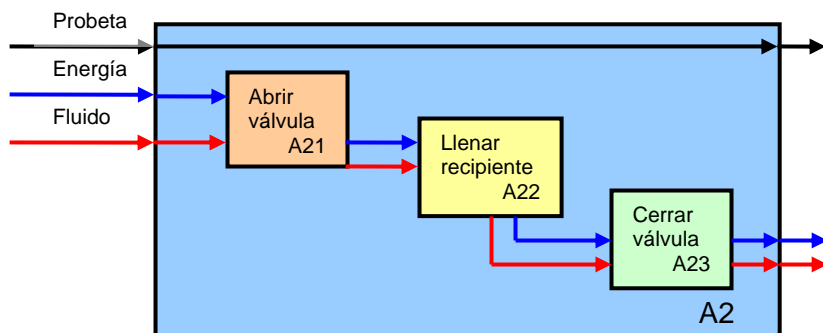 Probeta
Energía
Fluido
Abrir
válvula
A21
Llenar
recipiente
A22
Cerrar
válvula
A23
A2